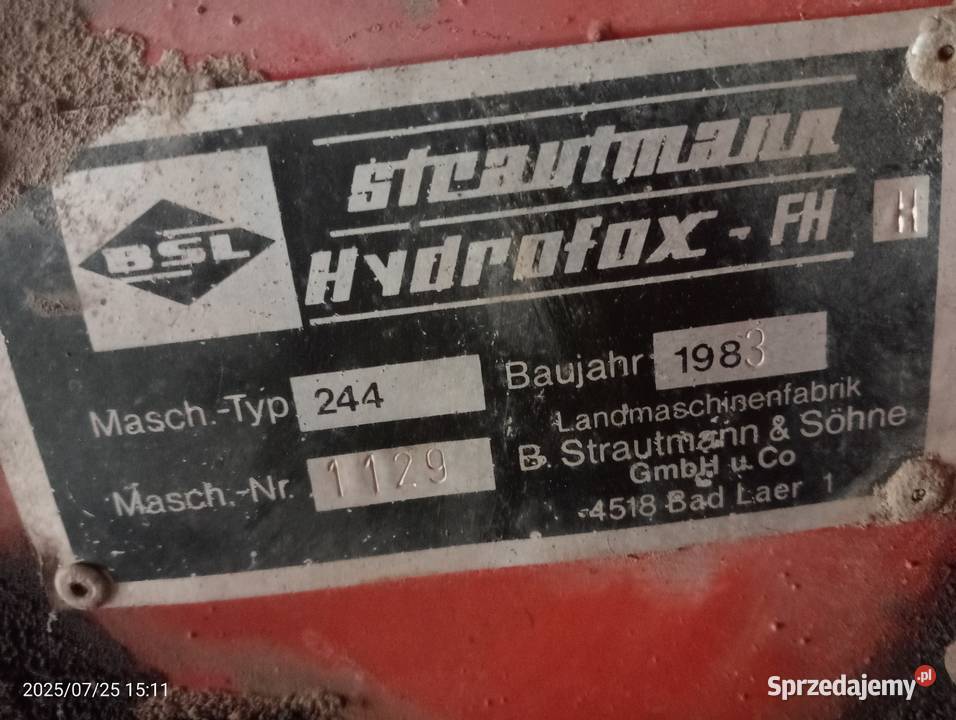 strautmann
BSL
Hydrofox - FH H
Masch.-Typ 244
Baujahr 1983
Masch.-Nr. 1129
Landmaschinenfabrik
B. Strautmann & Söhne
GmbH u. Co
4518 Bad Laer 1
2025/07/25 15:11
Sprzedajemy.pl